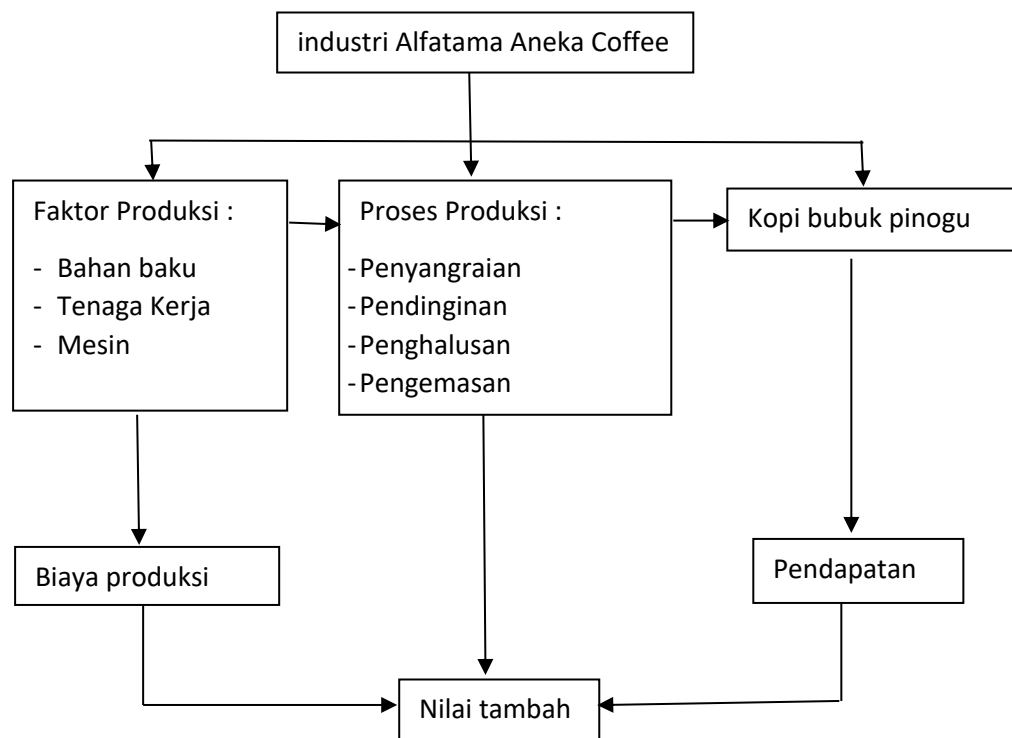 industri Alfatama Aneka Coffee
Faktor Produksi :
- Bahan baku
- Tenaga Kerja
- Mesin
Proses Produksi :
-Penyangraian
-Pendinginan
-Penghalusan
-Pengemasan
Kopi bubuk pinogu
Biaya produksi
Pendapatan
Nilai tambah